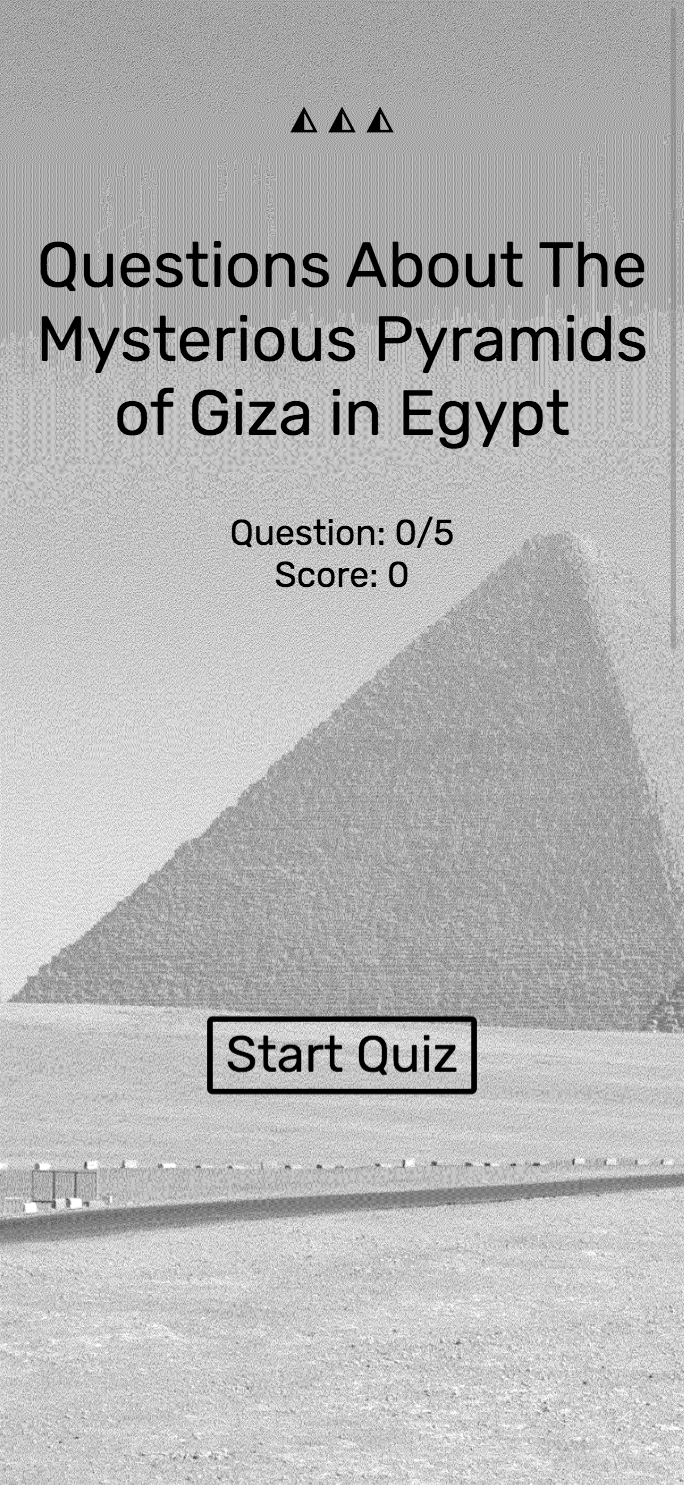 Questions About The
Mysterious Pyramids
of Giza in Egypt
Question: 0/5
Score: 0
Start Quiz